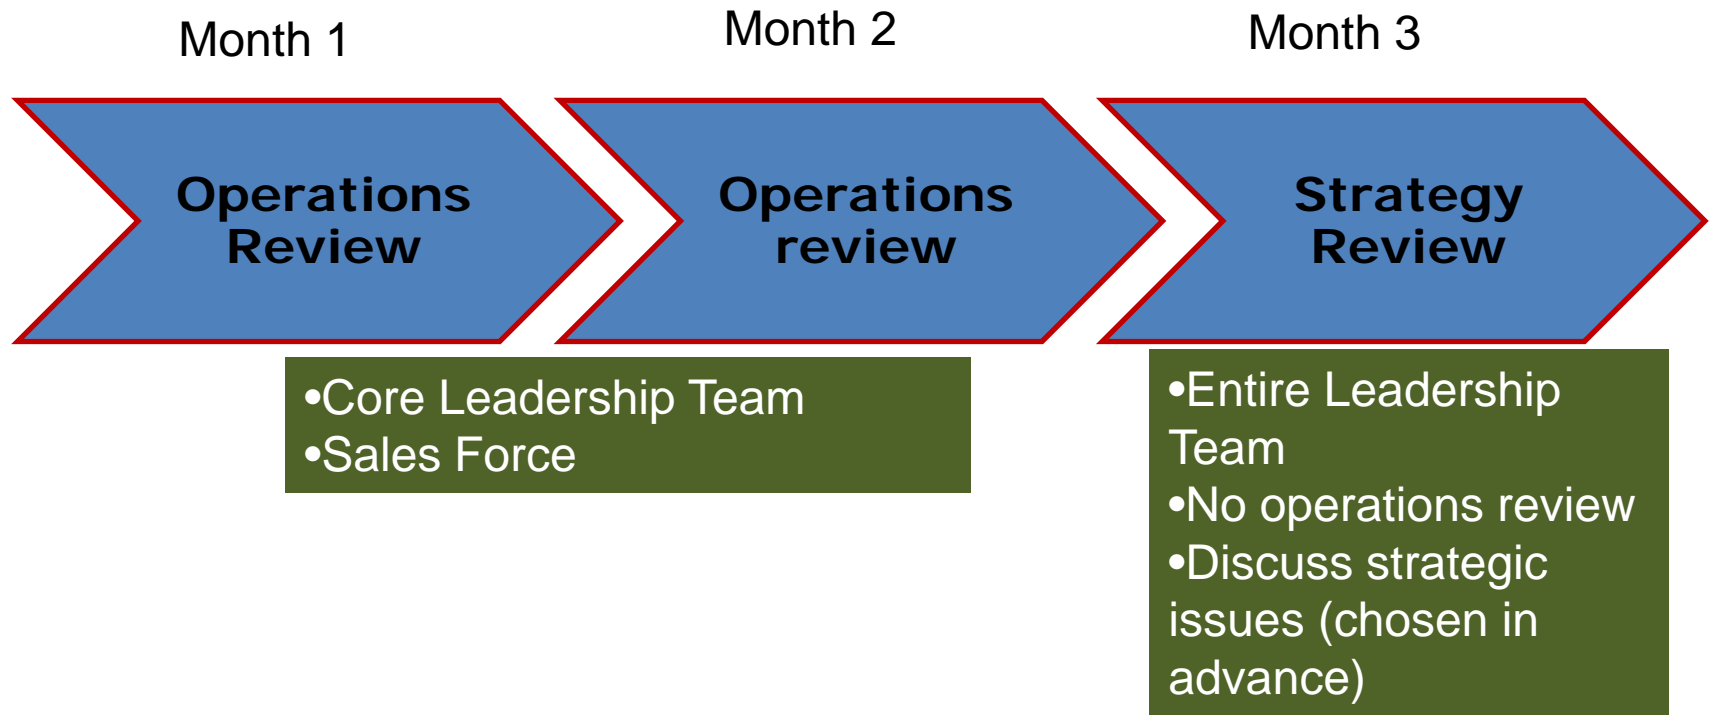 Month 1
Month 2
Month 3
Operations
Review
Operations
review
Strategy
Review
•Core Leadership Team
•Sales Force
•Entire Leadership
Team
•No operations review
•Discuss strategic
issues (chosen in
advance)